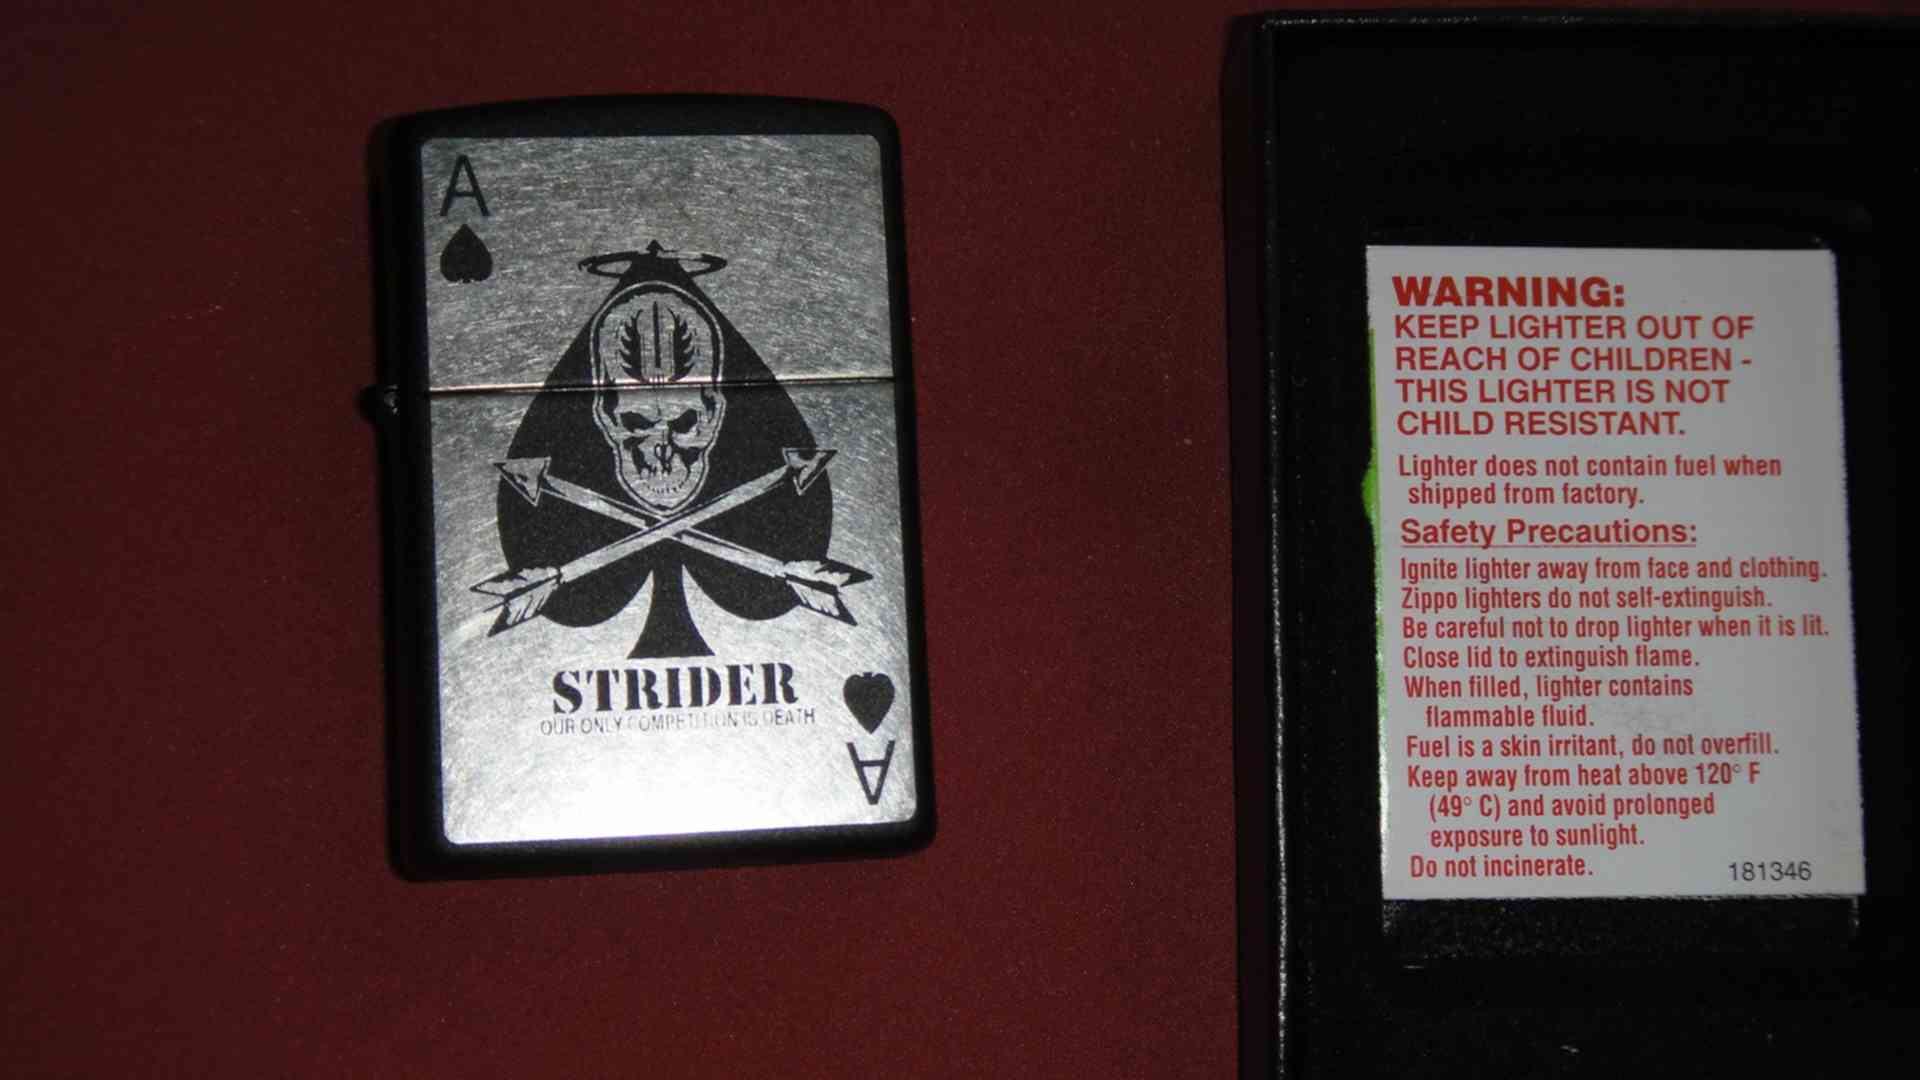 A
STRIDER
OUR ONLY COMPETITION IS DEATH
A
WARNING:
KEEP LIGHTER OUT OF
REACH OF CHILDREN -
THIS LIGHTER IS NOT
CHILD RESISTANT.
Lighter does not contain fuel when
shipped from factory.
Safety Precautions:
Ignite lighter away from face and clothing.
Zippo lighters do not self-extinguish.
Be careful not to drop lighter when it is lit.
Close lid to extinguish flame.
When filled, lighter contains
flammable fluid.
Fuel is a skin irritant, do not overfill.
Keep away from heat above 120° F
(49° C) and avoid prolonged
exposure to sunlight.
Do not incinerate.
181346